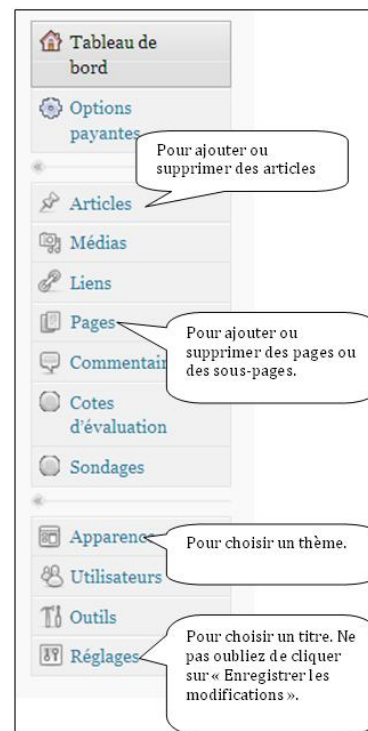 Tableau de
bord
Options
payantes
Pour ajouter ou
supprimer des articles
Articles
Médias
Liens
Pages
Pour ajouter ou
supprimer des pages ou
des sous-pages.
Commentair
Cotes
d'évaluation
Sondages
Apparence
Pour choisir un thème.
Utilisateurs
Outils
Réglages
Pour choisir un titre. Ne
pas oubliez de cliquer
sur « Enregistrer les
modifications ».